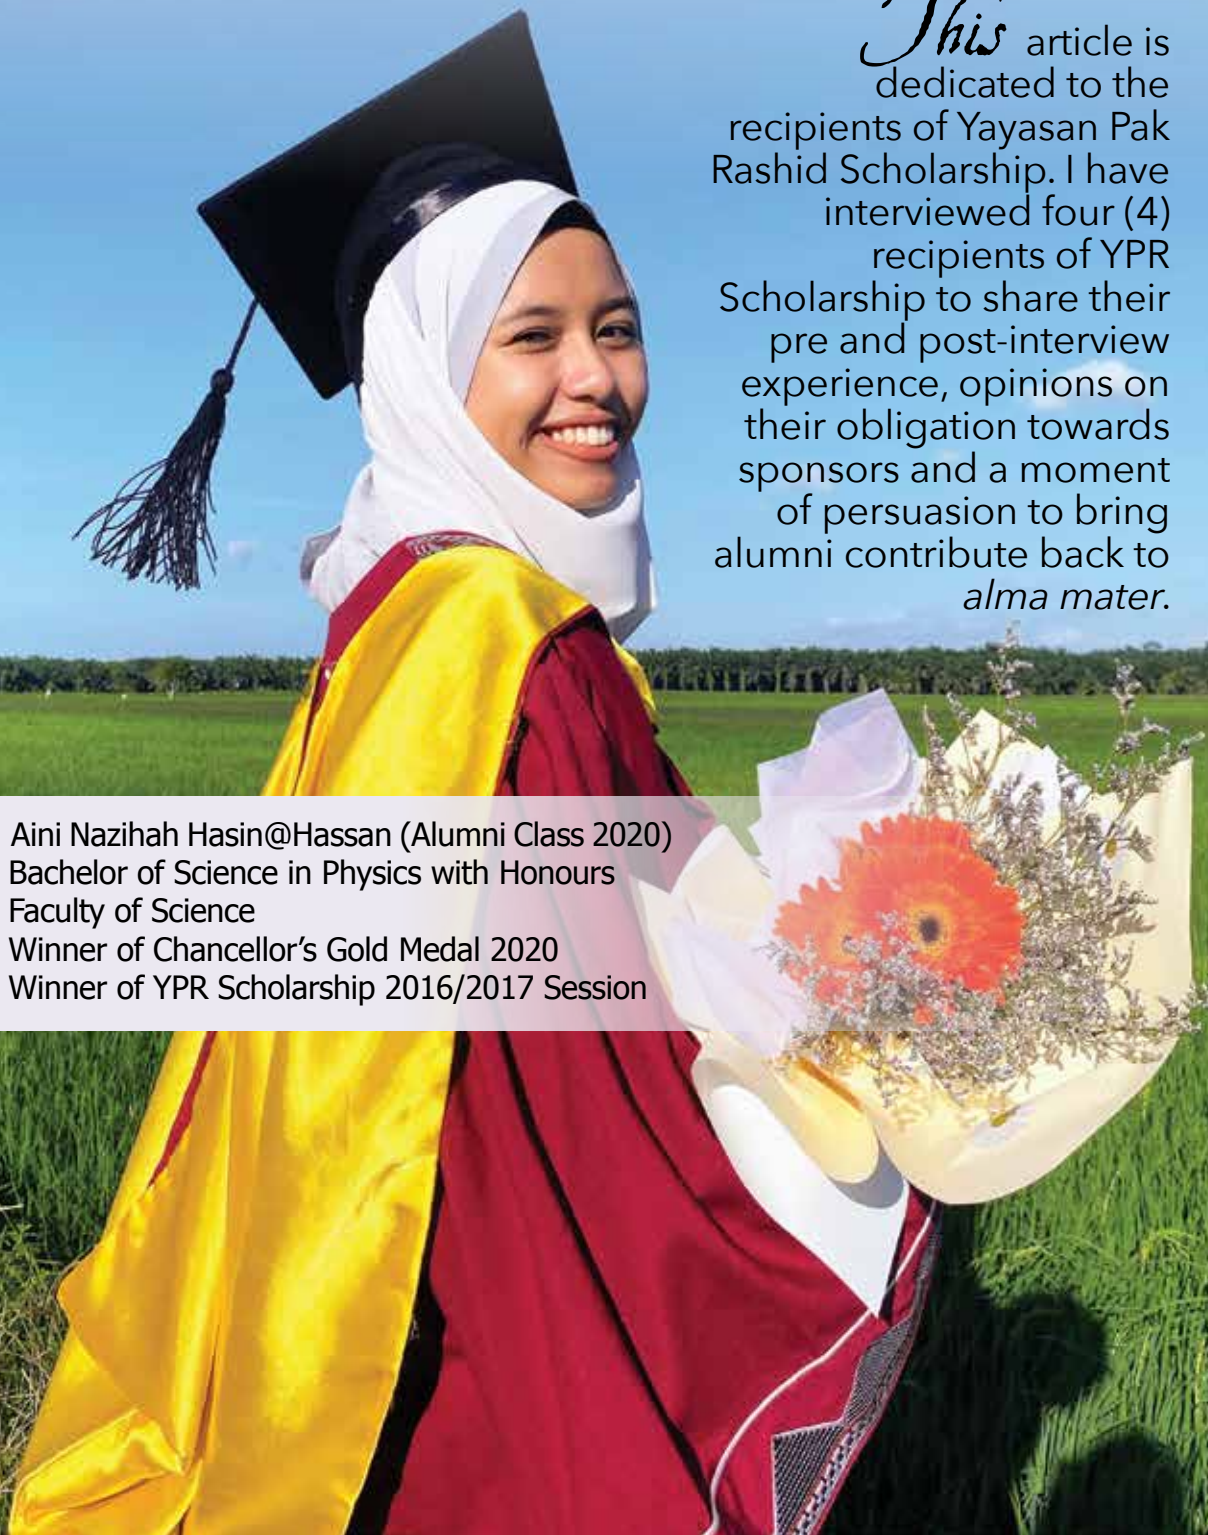 This article is
dedicated to the
recipients of Yayasan Pak
Rashid Scholarship. I have
interviewed four (4)
recipients of YPR
Scholarship to share their
pre and post-interview
experience, opinions on
their obligation towards
sponsors and a moment
of persuasion to bring
alumni contribute back to
alma mater.
Aini Nazihah Hasin@Hassan (Alumni Class 2020)
Bachelor of Science in Physics with Honours
Faculty of Science
Winner of Chancellor’s Gold Medal 2020
Winner of YPR Scholarship 2016/2017 Session